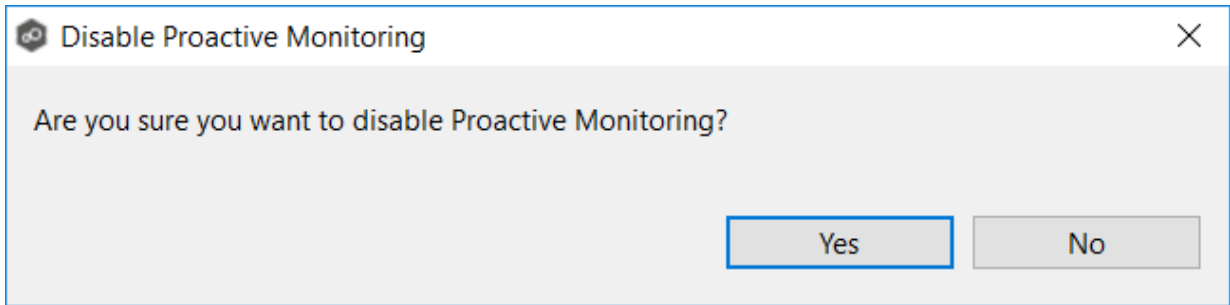 Disable Proactive Monitoring
Are you sure you want to disable Proactive Monitoring?
Yes No